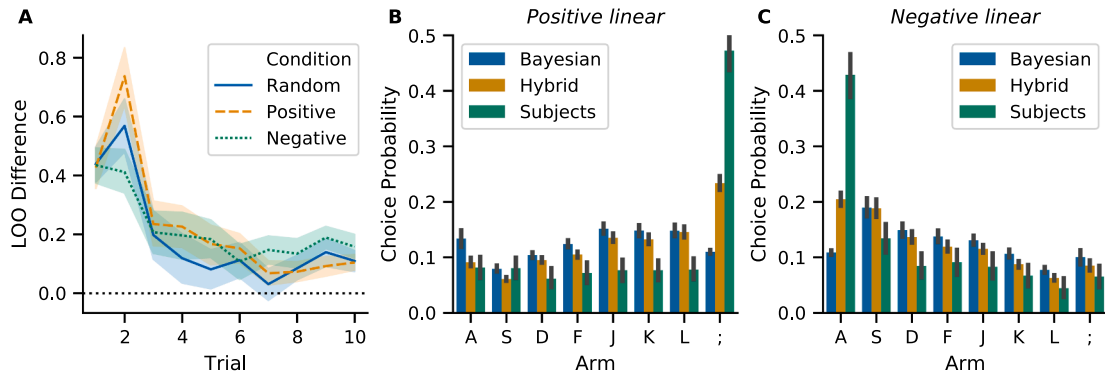 A
LOO Difference
0.8
0.6
0.4
0.2
0.0
2
4
6
8
10
Trial
Condition
Random
Positive
Negative
B
Positive linear
Choice Probability
0.5
0.4
0.3
0.2
0.1
0.0
A
S
D
F
J
K
L
;
Arm
Bayesian
Hybrid
Subjects
C
Negative linear
Choice Probability
0.5
0.4
0.3
0.2
0.1
0.0
A
S
D
F
J
K
L
;
Arm
Bayesian
Hybrid
Subjects